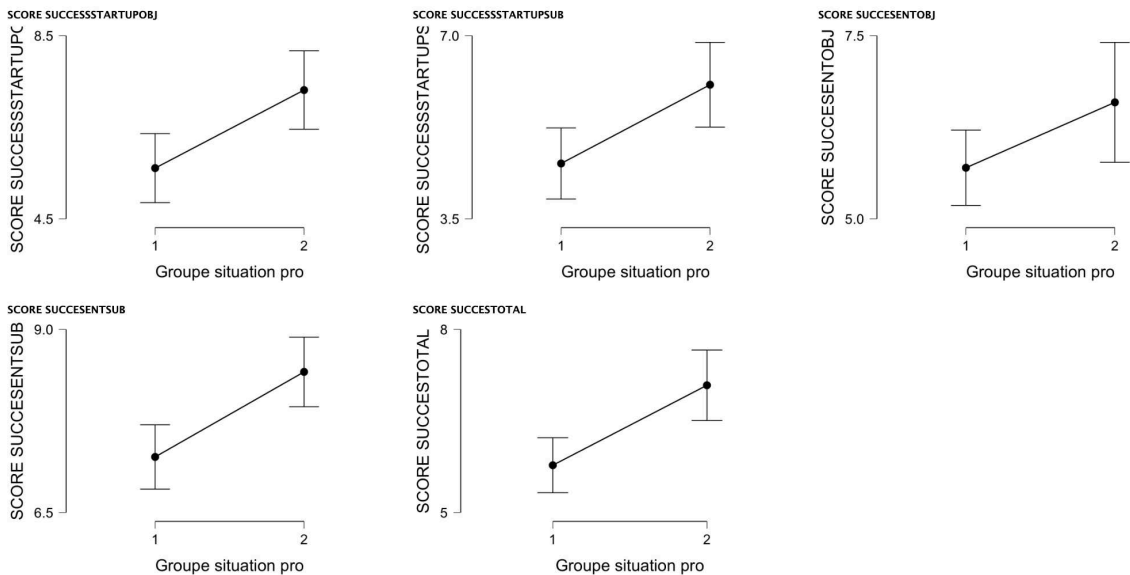 SCORE SUCCESSSTARTUPOBJ
SCORE SUCCESSSTARTUPO
8.5
4.5
1
2
Groupe situation pro
SCORE SUCCESSSTARTUPSUB
SCORE SUCCESSSTARTUPS
7.0
3.5
1
2
Groupe situation pro
SCORE SUCCESENTOBJ
SCORE SUCCESENTOBJ
7.5
5.0
1
2
Groupe situation pro
SCORE SUCCESENTSUB
SCORE SUCCESENTSUB
9.0
6.5
1
2
Groupe situation pro
SCORE SUCCESTOTAL
SCORE SUCCESTOTAL
8
5
1
2
Groupe situation pro